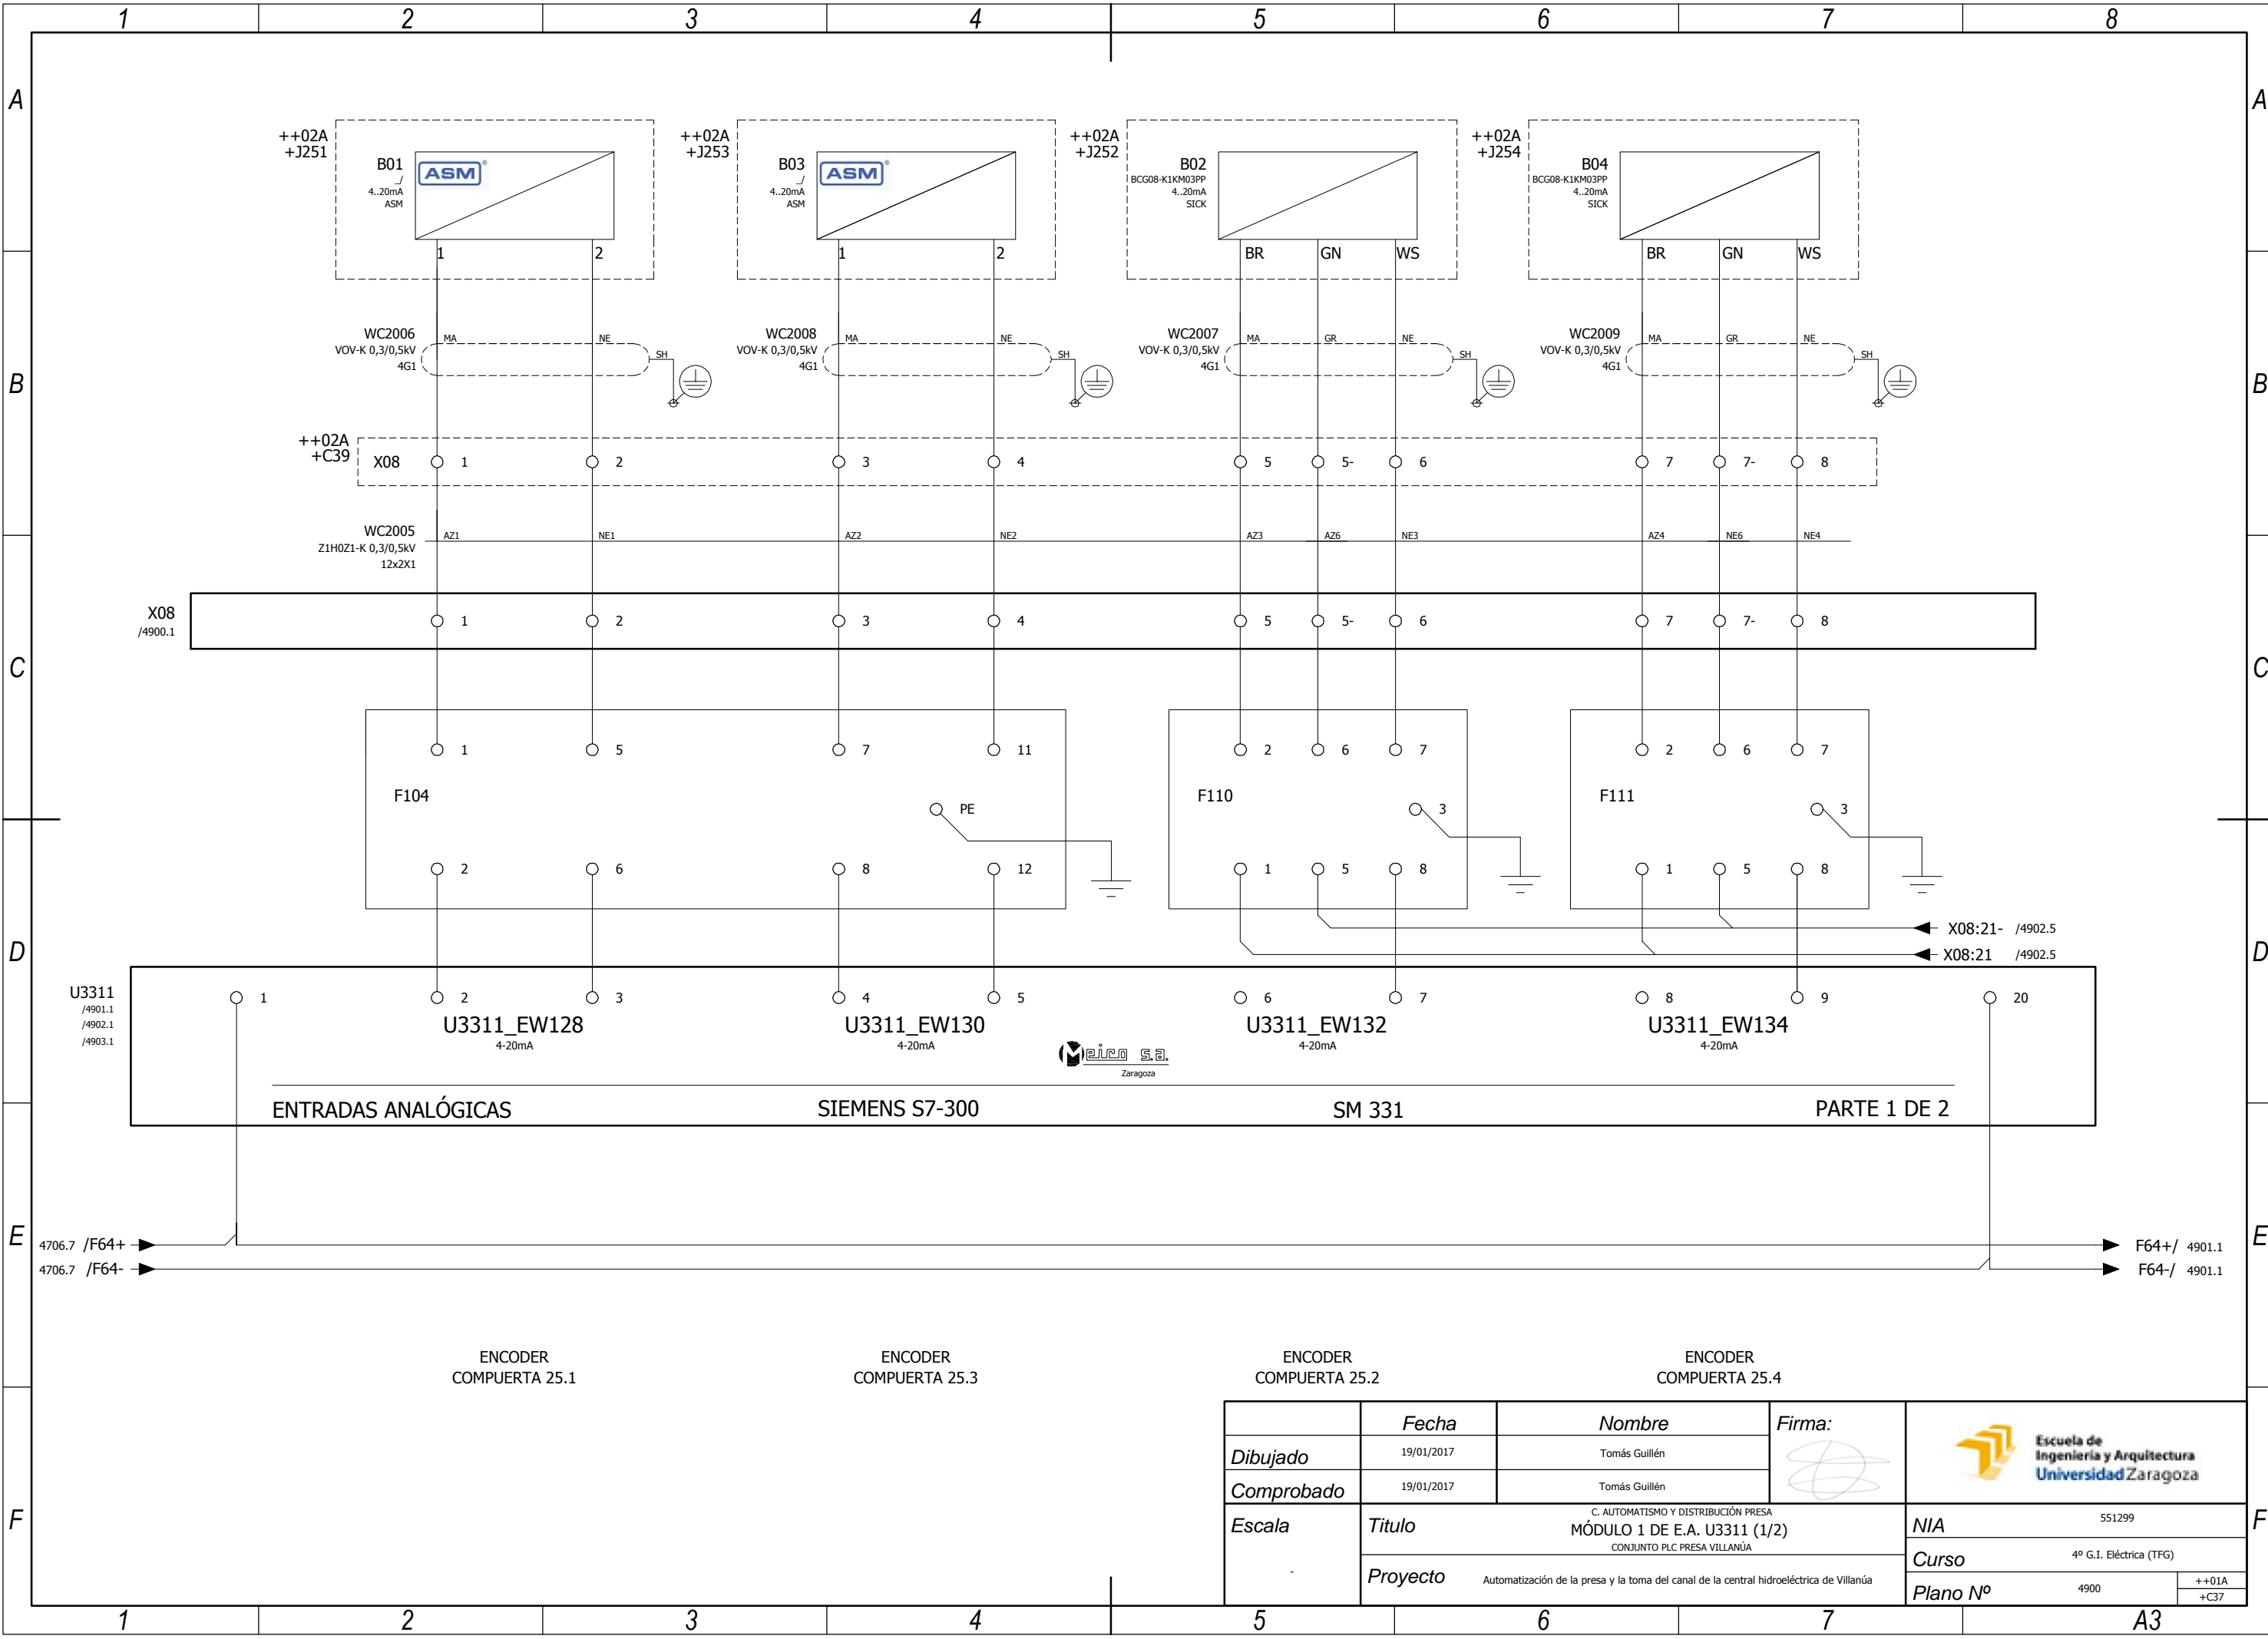 1 2 3 4 5 6 7 8
A A
++02A
+J251
B01
_/
4..20mA
ASM
ASM®
1 2
++02A
+J253
B03
_/
4..20mA
ASM
ASM®
1 2
++02A
+J252
B02
BCG08-K1KM03PP
4..20mA
SICK
BR GN WS
++02A
+J254
B04
BCG08-K1KM03PP
4..20mA
SICK
BR GN WS
B B
WC2006
VOV-K 0,3/0,5kV
4G1
MA NE SH
WC2008
VOV-K 0,3/0,5kV
4G1
MA NE SH
WC2007
VOV-K 0,3/0,5kV
4G1
MA GR NE SH
WC2009
VOV-K 0,3/0,5kV
4G1
MA GR NE SH
++02A
+C39
X08 1 2 3 4 5 5- 6 7 7- 8
WC2005
Z1H0Z1-K 0,3/0,5kV
12x2X1
AZ1 NE1 AZ2 NE2 AZ3 AZ6 NE3 AZ4 NE6 NE4
X08
/4900.1
1 2 3 4 5 5- 6 7 7- 8
C C
1 5 7 11 2 6 7 2 6 7
F104 PE F110 3 F111 3
2 6 8 12 1 5 8 1 5 8
D D
X08:21- /4902.5
X08:21 /4902.5
U3311
/4901.1
/4902.1
/4903.1
1 2 3 4 5 6 7 8 9 20
U3311_EW128
4-20mA
U3311_EW130
4-20mA
U3311_EW132
4-20mA
U3311_EW134
4-20mA
Meico s.a.
Zaragoza
ENTRADAS ANALÓGICAS SIEMENS S7-300 SM 331 PARTE 1 DE 2
E E
4706.7 /F64+ F64+/ 4901.1
4706.7 /F64- F64-/ 4901.1
ENCODER
COMPUERTA 25.1
ENCODER
COMPUERTA 25.3
ENCODER
COMPUERTA 25.2
ENCODER
COMPUERTA 25.4
F F
Fecha Nombre Firma:
Dibujado 19/01/2017 Tomás Guillén
Comprobado 19/01/2017 Tomás Guillén
Escuela de
Ingeniería y Arquitectura
Universidad Zaragoza
Escala
-
Titulo
C. AUTOMATISMO Y DISTRIBUCIÓN PRESA
MÓDULO 1 DE E.A. U3311 (1/2)
CONJUNTO PLC PRESA VILLANÚA
Proyecto Automatización de la presa y la toma del canal de la central hidroeléctrica de Villanúa
NIA 551299
Curso 4º G.I. Eléctrica (TFG)
Plano Nº 4900 ++01A
+C37
1 2 3 4 5 6 7 A3